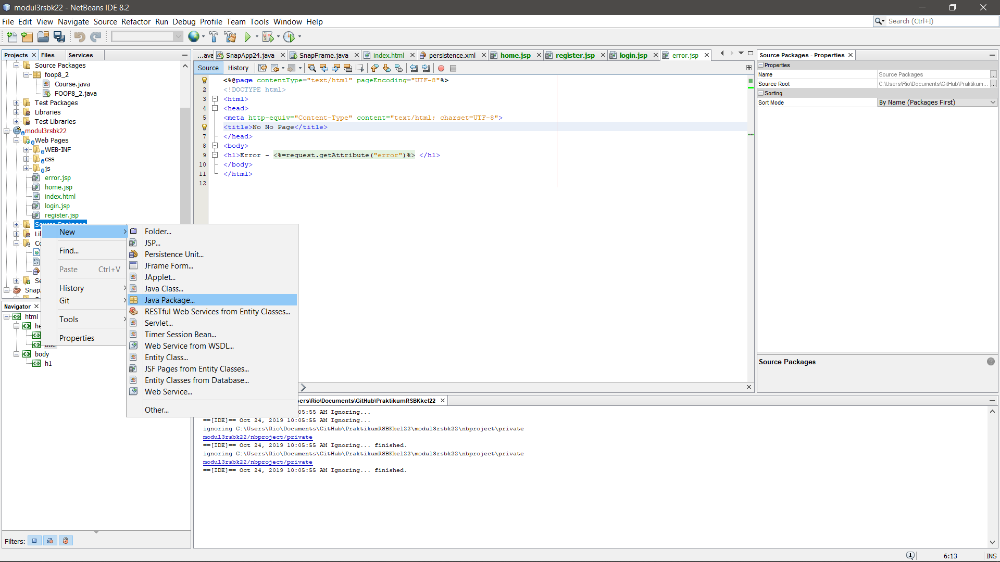 modul3rsbk22 - NetBeans IDE 8.2
File Edit View Navigate Source Refactor Run Debug Profile Team Tools Window Help
Search (Ctrl+I)
Projects Files Services
Source Packages
foop8_2
Course.java
FOOP8_2.java
Test Packages
Libraries
Test Libraries
modul3rsbk22
Web Pages
WEB-INF
css
js
error.jsp
home.jsp
index.html
login.jsp
register.jsp
Source Packages
Li
Co
Se
Snap
New
Find...
Paste Ctrl+V
History
Git
Tools
Properties
Folder...
JSP...
Persistence Unit...
JFrame Form...
JApplet...
Java Class...
Java Package...
RESTful Web Services from Entity Classes...
Servlet...
Timer Session Bean...
Web Service from WSDL...
Entity Class...
JSF Pages from Entity Classes...
Entity Classes from Database...
Web Service...
Other...
Navigator
html
he
title
body
h1
Filters:
...ava SnapApp24.java SnapFrame.java index.html persistence.xml home.jsp register.jsp login.jsp error.jsp
Source History
<%@page contentType="text/html" pageEncoding="UTF-8"%>
2 <!DOCTYPE html>
3 <html>
4 <head>
5 <meta http-equiv="Content-Type" content="text/html; charset=UTF-8">
<title>No No Page</title>
7 </head>
8 <body>
9 <h1>Error - <%=request.getAttribute("error")%> </h1>
10 </body>
11 </html>
12
Source Packages - Properties
Properties
Name Source Packages ...
Source Root C:\Users\Rio\Documents\GitHub\Praktikum... ...
Sorting
Sort Mode By Name (Packages First)
Source Packages
?
sers\Rio\Documents\GitHub\PraktikumRSBKkel22
05:55 AM Ignoring...
==[IDE]== Oct 24, 2019 10:05:55 AM Ignoring...
ignoring C:\Users\Rio\Documents\GitHub\PraktikumRSBKkel22\modul3rsbk22\nbproject\private
modul3rsbk22/nbproject/private
==[IDE]== Oct 24, 2019 10:05:55 AM Ignoring... finished.
ignoring C:\Users\Rio\Documents\GitHub\PraktikumRSBKkel22\modul3rsbk22\nbproject\private
modul3rsbk22/nbproject/private
==[IDE]== Oct 24, 2019 10:05:55 AM Ignoring... finished.
1 6:13 INS